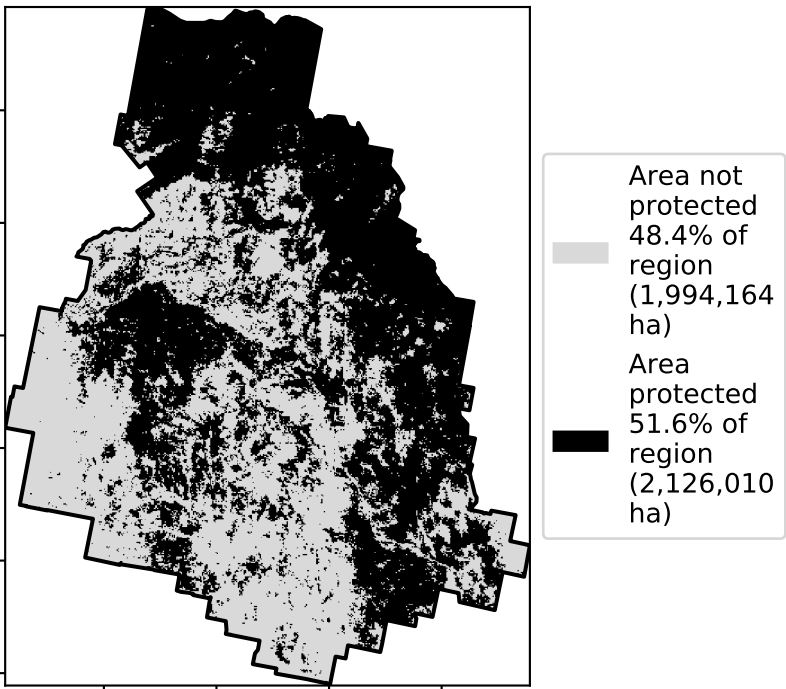 Area not
protected
48.4% of
region
(1,994,164
ha)
Area
protected
51.6% of
region
(2,126,010
ha)